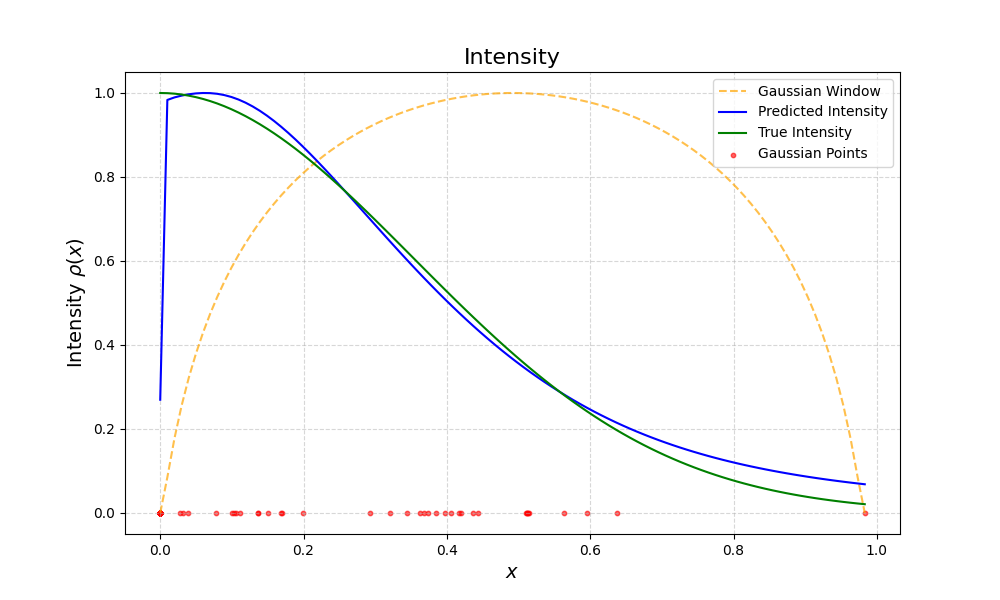 Intensity
Gaussian Window
Predicted Intensity
True Intensity
Gaussian Points
Intensity ρ(x)
1.0
0.8
0.6
0.4
0.2
0.0
0.0 0.2 0.4 0.6 0.8 1.0
x